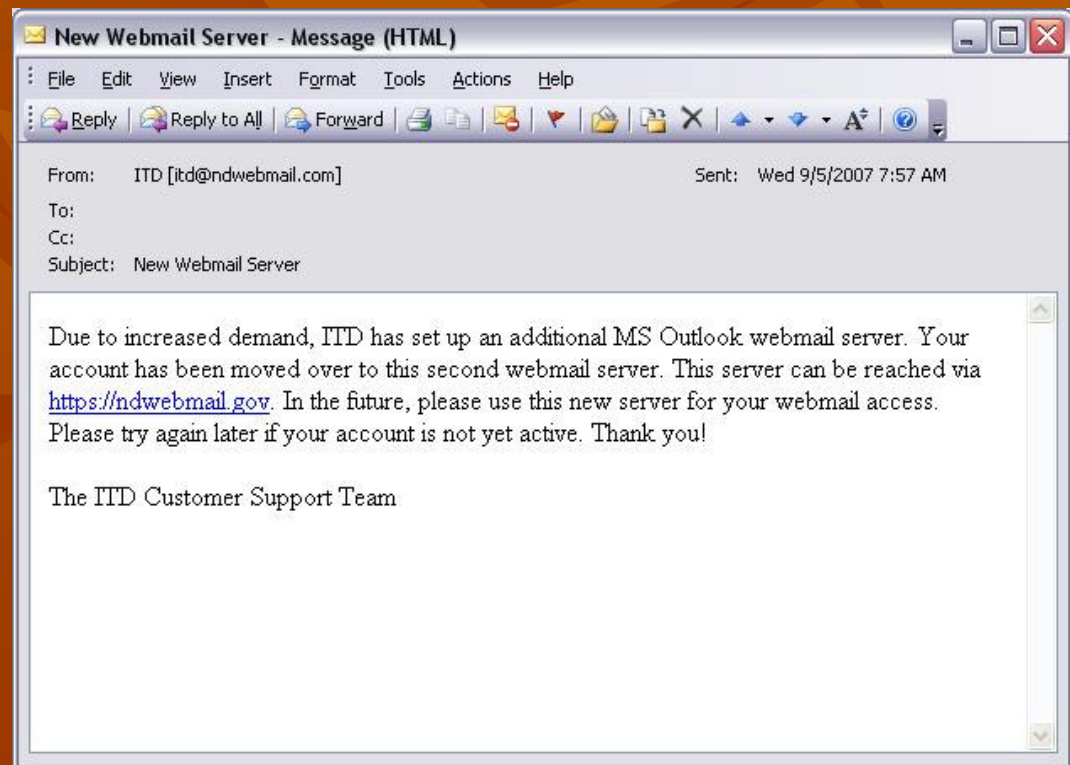 New Webmail Server - Message (HTML)
File Edit View Insert Format Tools Actions Help
Reply Reply to All Forward
From: ITD [itd@ndwebmail.com] Sent: Wed 9/5/2007 7:57 AM
To:
Cc:
Subject: New Webmail Server
Due to increased demand, ITD has set up an additional MS Outlook webmail server. Your
account has been moved over to this second webmail server. This server can be reached via
https://ndwebmail.gov. In the future, please use this new server for your webmail access.
Please try again later if your account is not yet active. Thank you!
The ITD Customer Support Team